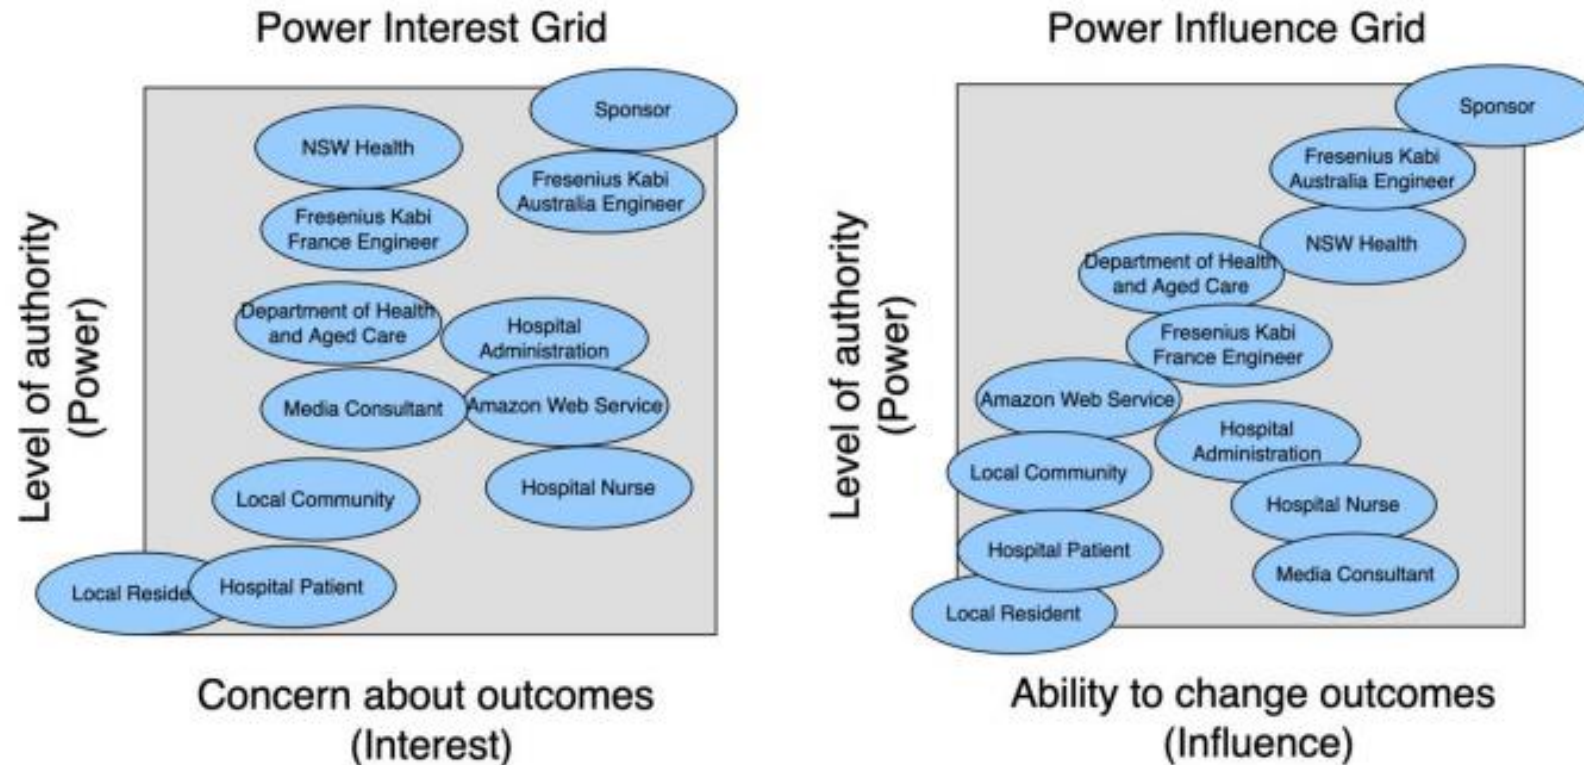 Power Interest Grid
Level of authority
(Power)
Sponsor
NSW Health
Fresenius Kabi
Australia Engineer
Fresenius Kabi
France Engineer
Department of Health
and Aged Care
Hospital
Administration
Media Consultant
Amazon Web Service
Hospital Nurse
Local Community
Local Reside
Hospital Patient
Concern about outcomes
(Interest)
Power Influence Grid
Level of authority
(Power)
Sponsor
Fresenius Kabi
Australia Engineer
NSW Health
Department of Health
and Aged Care
Fresenius Kabi
France Engineer
Amazon Web Service
Hospital
Administration
Local Community
Hospital Nurse
Hospital Patient
Media Consultant
Local Resident
Ability to change outcomes
(Influence)